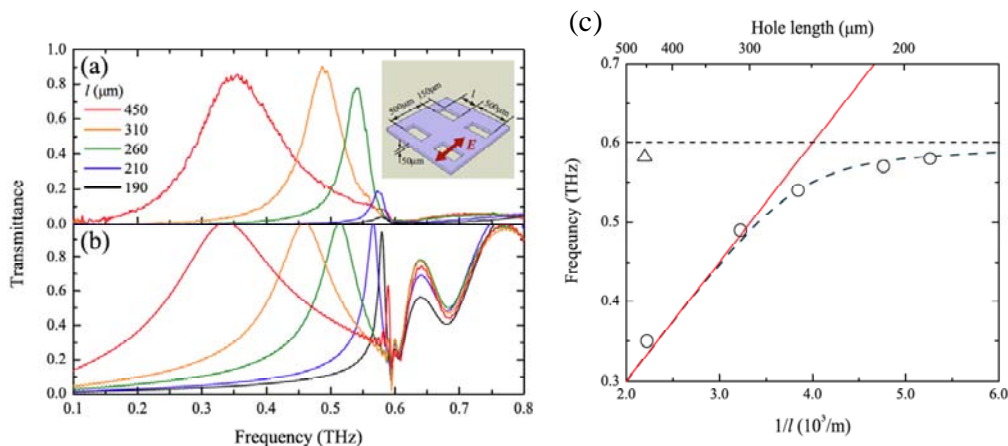 (a)
l (μm)
450
310
260
210
190
500μm
150μm
l
500μm
150μm
E
1.0
0.8
0.6
0.4
0.2
0.0
(b)
0.8
0.6
0.4
0.2
0.0
Transmittance
0.1 0.2 0.3 0.4 0.5 0.6 0.7 0.8
Frequency (THz)
(c)
Hole length (μm)
500 400 300 200
0.7
0.6
0.5
0.4
0.3
Freqeuncy (THz)
2.0 3.0 4.0 5.0 6.0
1/l (10³/m)